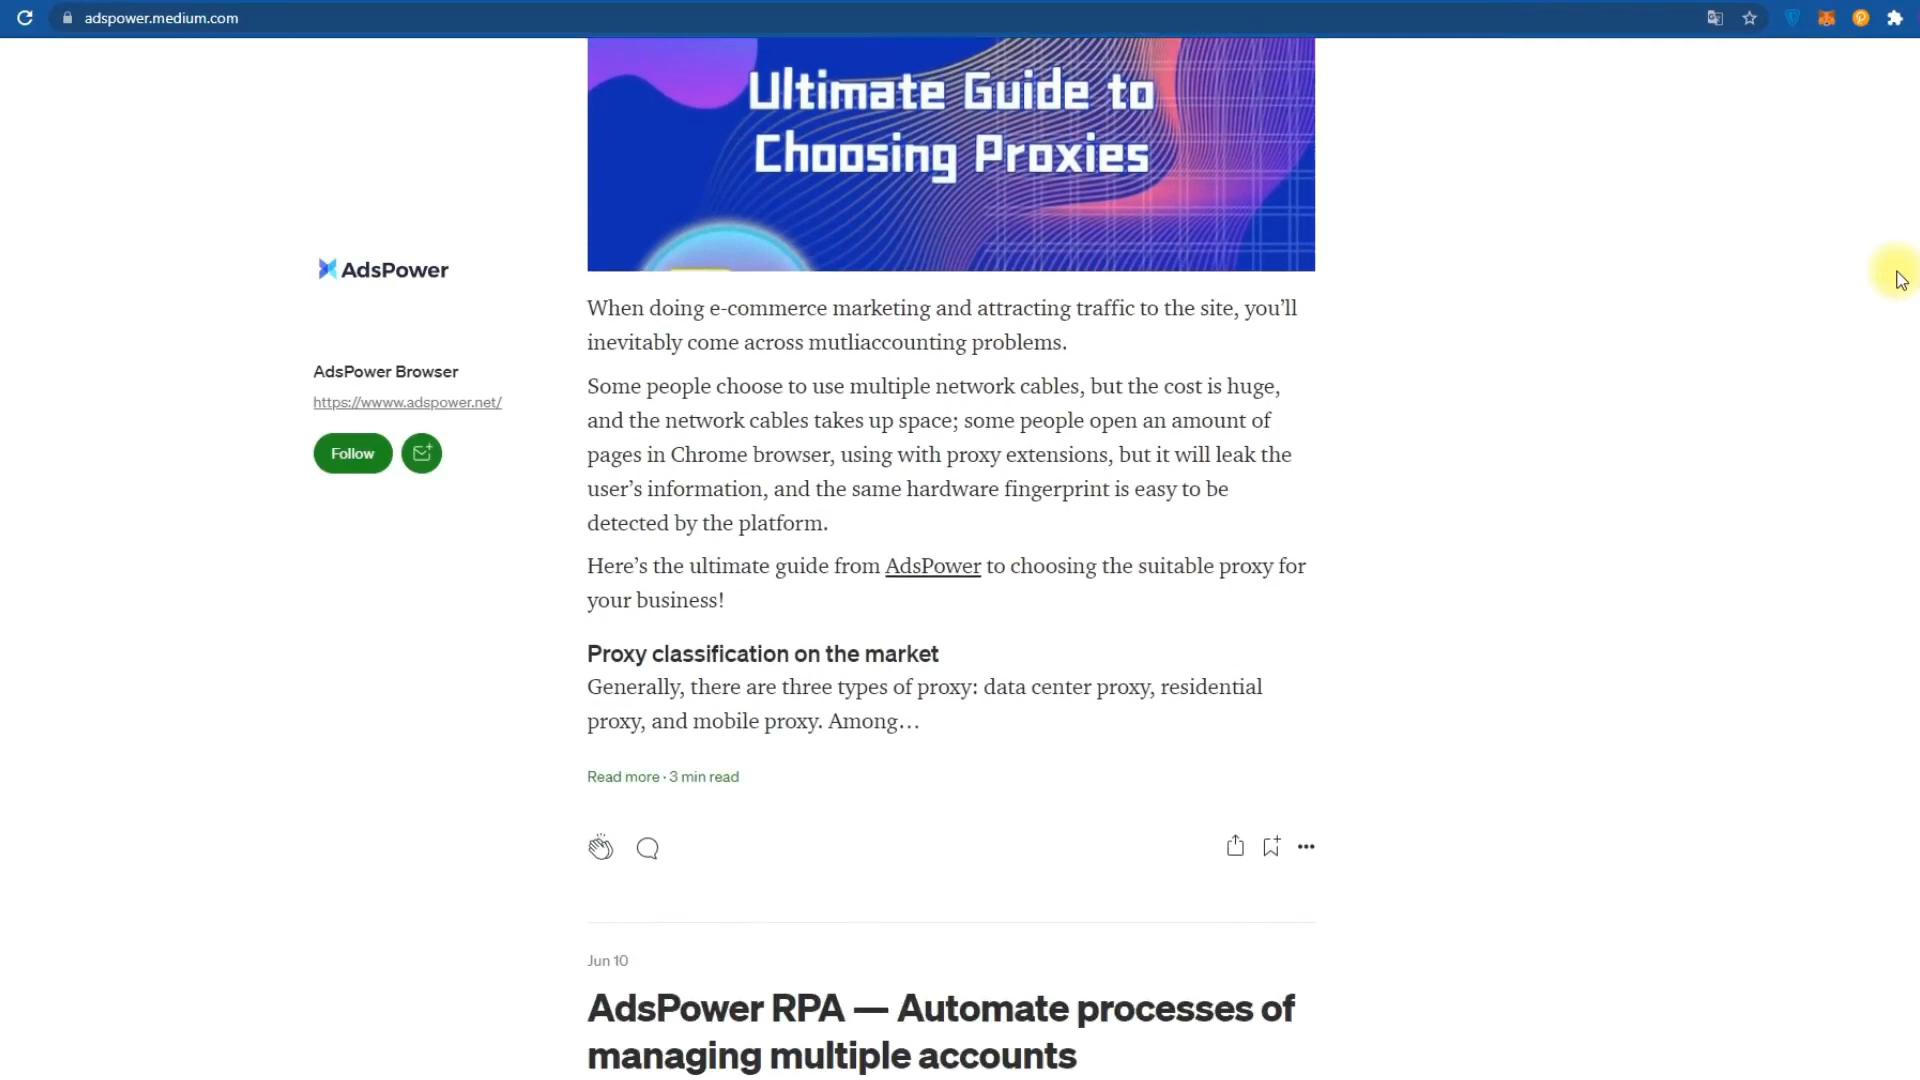 adspower.medium.com
Ultimate Guide to
Choosing Proxies
AdsPower
AdsPower Browser
https://wwww.adspower.net/
Follow
When doing e-commerce marketing and attracting traffic to the site, you’ll
inevitably come across mutliaccounting problems.
Some people choose to use multiple network cables, but the cost is huge,
and the network cables takes up space; some people open an amount of
pages in Chrome browser, using with proxy extensions, but it will leak the
user’s information, and the same hardware fingerprint is easy to be
detected by the platform.
Here’s the ultimate guide from AdsPower to choosing the suitable proxy for
your business!
Proxy classification on the market
Generally, there are three types of proxy: data center proxy, residential
proxy, and mobile proxy. Among…
Read more · 3 min read
Jun 10
AdsPower RPA — Automate processes of
managing multiple accounts